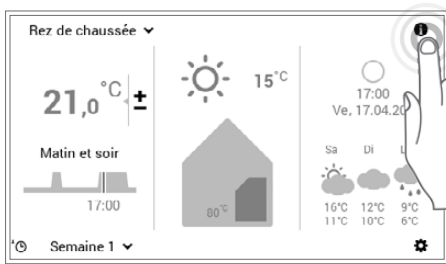 Rez de chaussée
i
21,0 °C ±
15°C
17:00
Ve, 17.04.20
Matin et soir
17:00
80°C
Sa Di L
16°C 12°C 9°C
11°C 10°C 6°C
Semaine 1